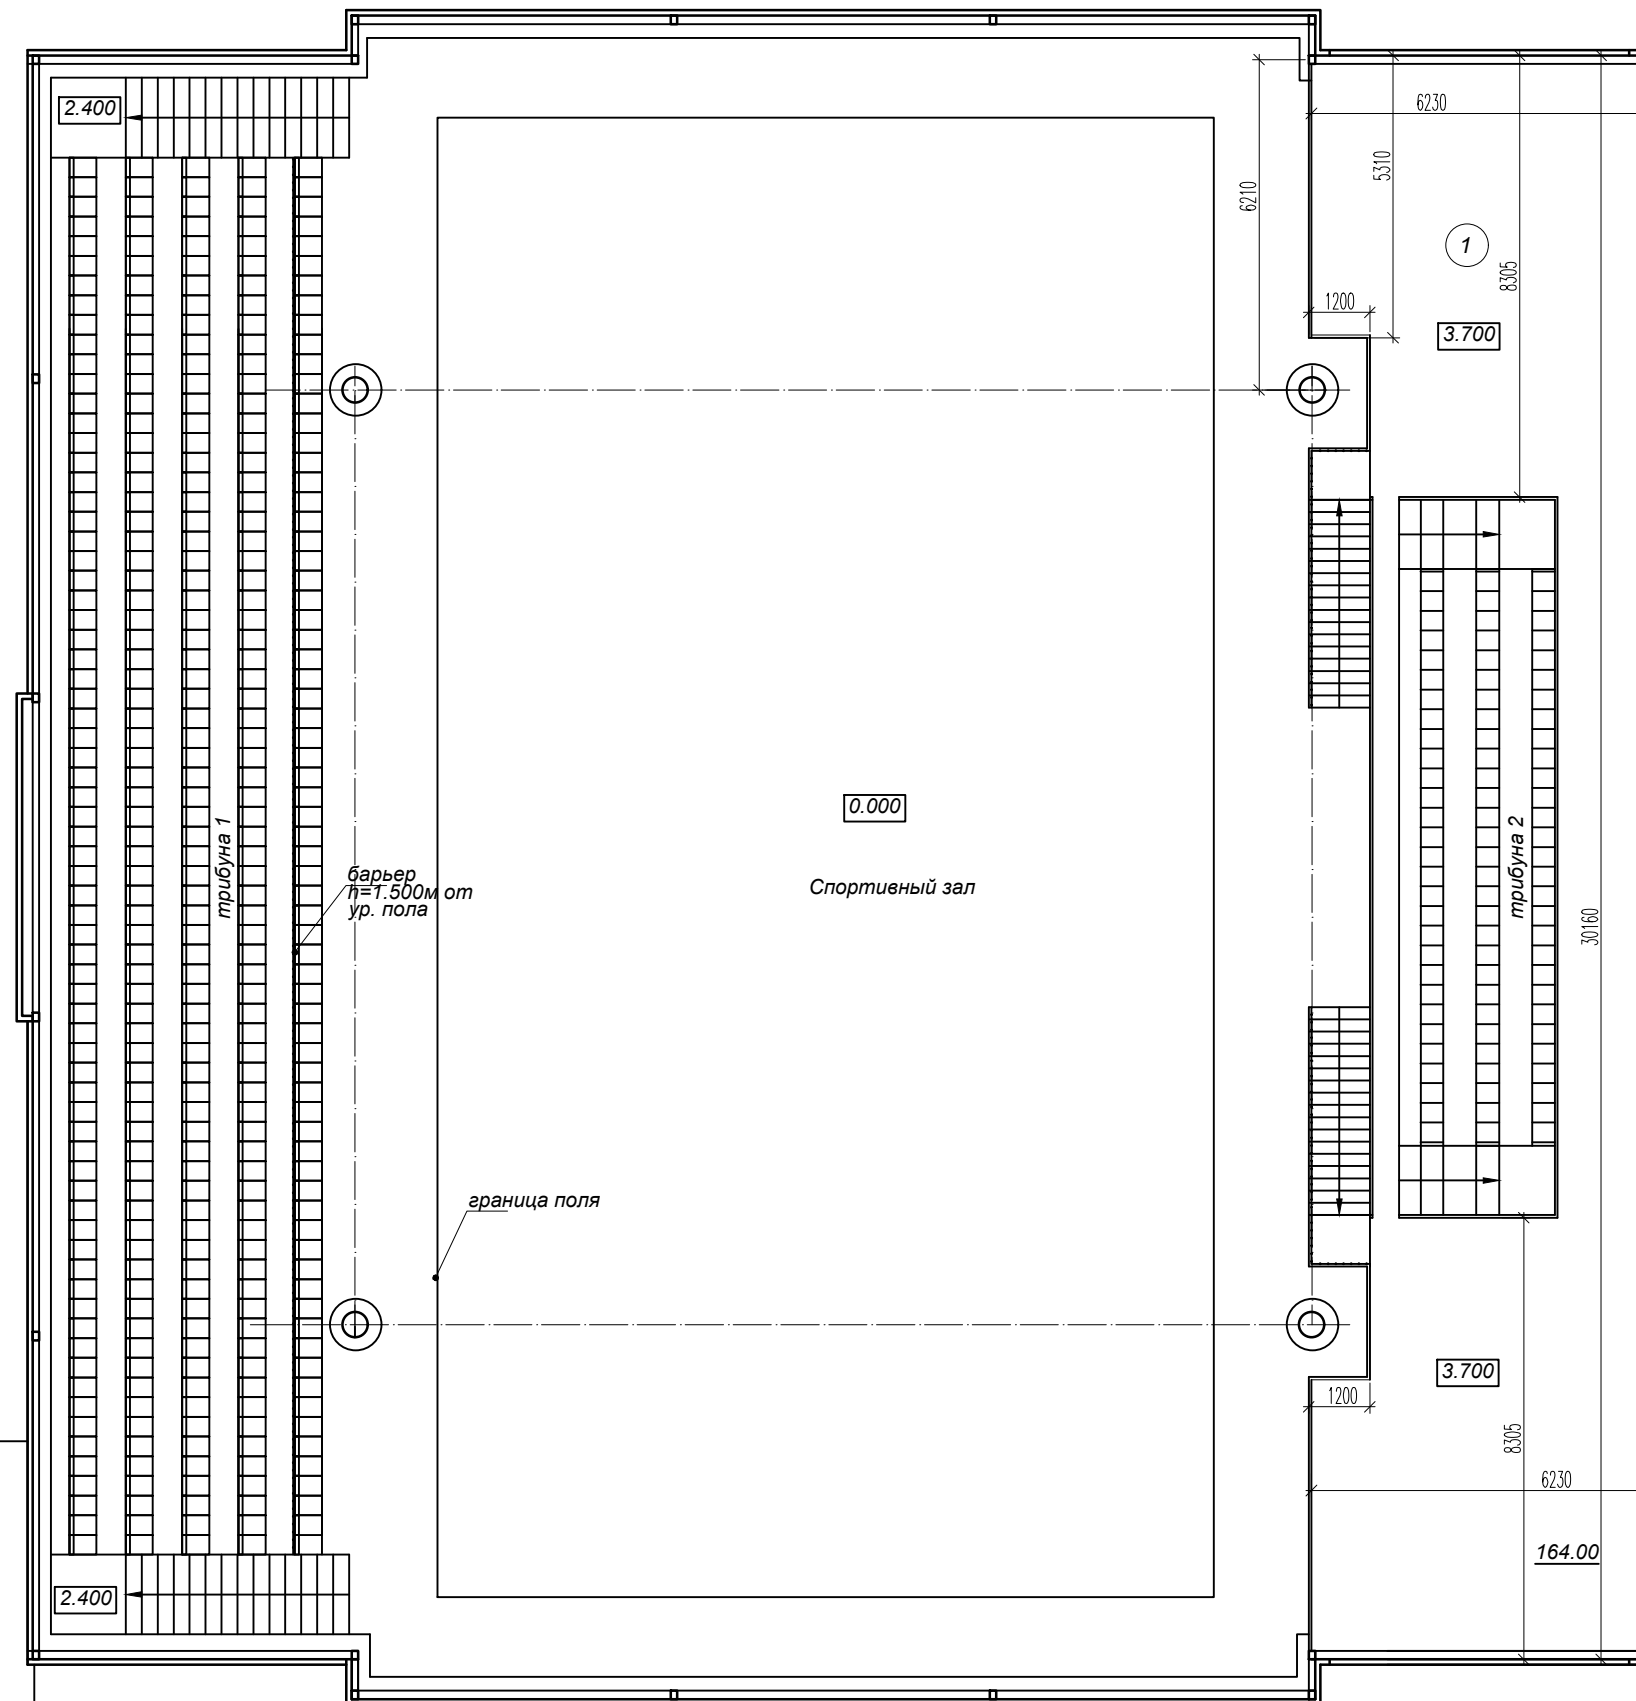 2.400
6230
5310
6210
1
8305
1200
3.700
0.000
трибуна 1
барьер
h=1.500м от
ур. пола
Спортивный зал
трибуна 2
30160
граница поля
3.700
1200
8305
6230
164.00
2.400